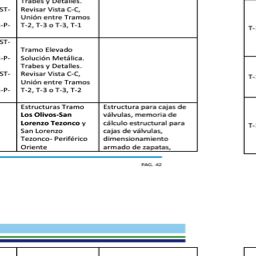 Trabes y Detalles.
ST-
Revisar Vista C-C,
Unión entre Tramos
-P-
T-2, T-3 o T-3, T-1
T-
ST-
Tramo Elevado
-P-
Solución Metálica.
Trabes y Detalles.
ST-
Revisar Vista C-C,
Unión entre Tramos
-P-
T-2, T-3 o T-3, T-2
T-
Estructuras Tramo
Los Olivos-San
Lorenzo Tezonco y
San Lorenzo
Tezonco- Periférico
Oriente
Estructura para cajas de
válvulas, memoria de
cálculo estructural para
cajas de válvulas,
dimensionamiento
armado de zapatas,
T-
PAG. 42